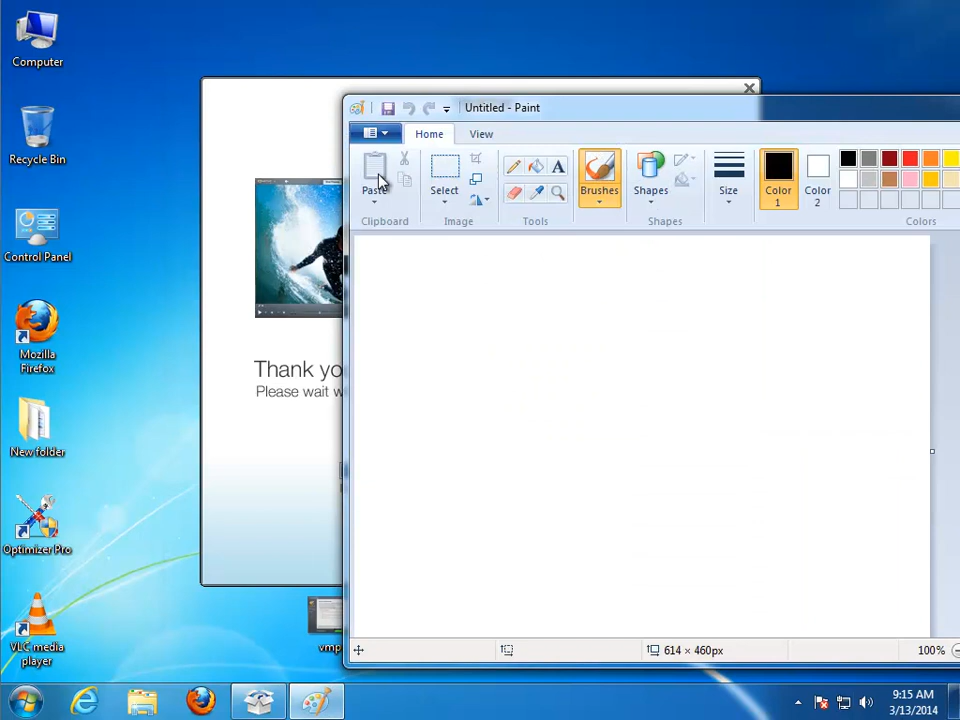 Computer
Recycle Bin
Control Panel
Mozilla
Firefox
New folder
Optimizer Pro
VLC media
player
Thank yo
Please wait w
vmp
Untitled - Paint
Home
View
Paste
Select
Brushes
Shapes
Size
Color
1
Color
2
Clipboard
Image
Tools
Shapes
Colors
614 × 460px
100%
9:15 AM
3/13/2014